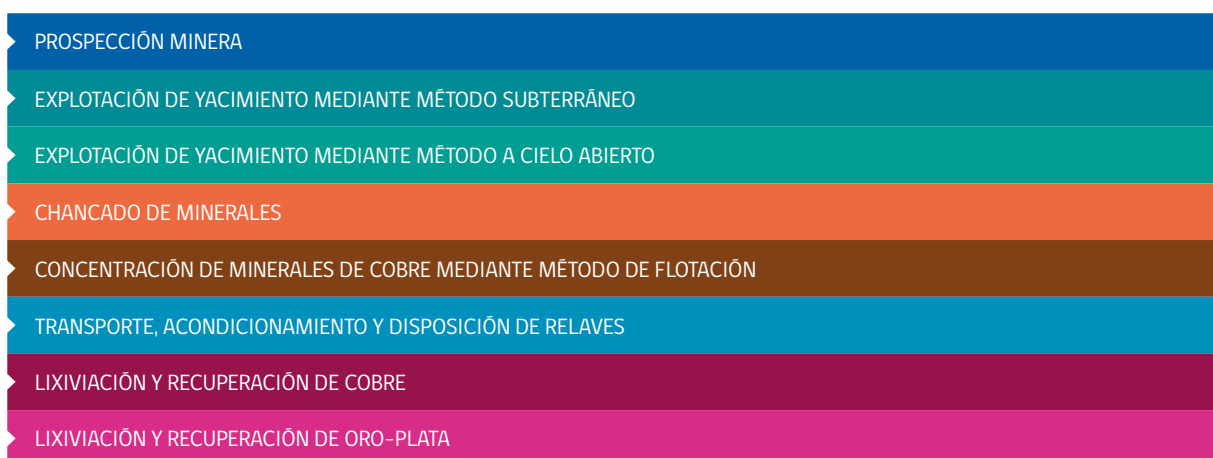 PROSPECCIÓN MINERA
EXPLOTACIÓN DE YACIMIENTO MEDIANTE MÉTODO SUBTERRÁNEO
EXPLOTACIÓN DE YACIMIENTO MEDIANTE MÉTODO A CIELO ABIERTO
CHANCADO DE MINERALES
CONCENTRACIÓN DE MINERALES DE COBRE MEDIANTE MÉTODO DE FLOTACIÓN
TRANSPORTE, ACONDICIONAMIENTO Y DISPOSICIÓN DE RELAVES
LIXIVIACIÓN Y RECUPERACIÓN DE COBRE
LIXIVIACIÓN Y RECUPERACIÓN DE ORO-PLATA